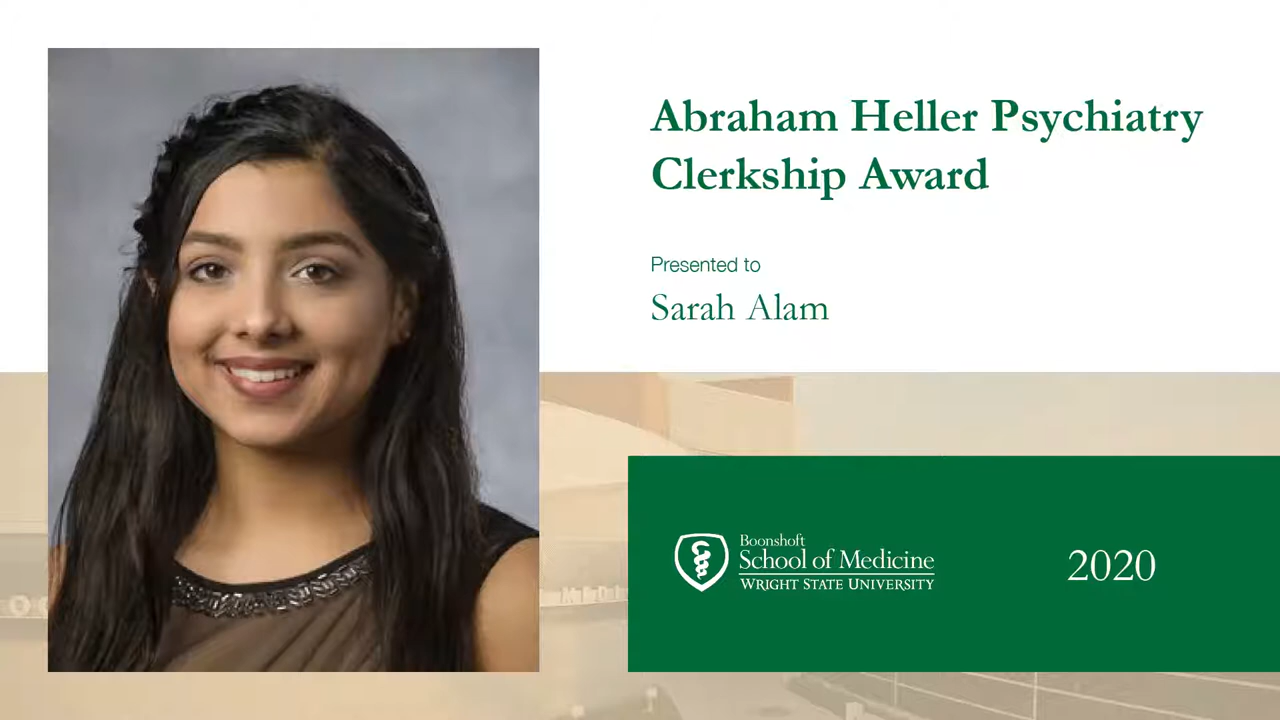 Abraham Heller Psychiatry
Clerkship Award
Presented to
Sarah Alam
Boonshoft
School of Medicine
WRIGHT STATE UNIVERSITY
2020